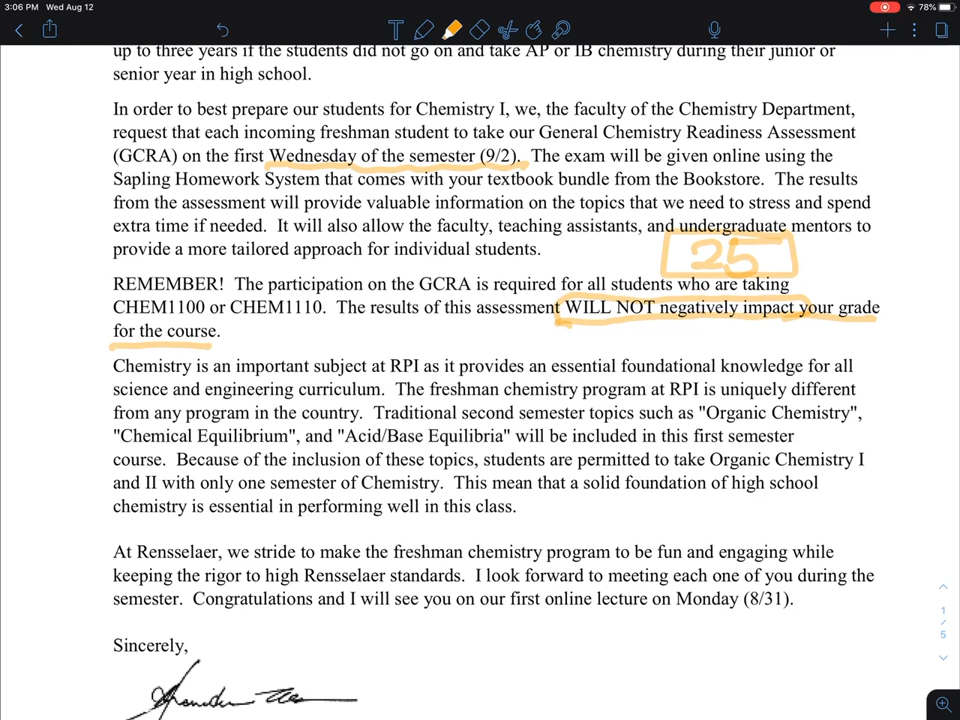 3:06 PM Wed Aug 12
78%
up to three years if the students did not go on and take AP or IB chemistry during their junior or
senior year in high school.
In order to best prepare our students for Chemistry I, we, the faculty of the Chemistry Department,
request that each incoming freshman student to take our General Chemistry Readiness Assessment
(GCRA) on the first Wednesday of the semester (9/2). The exam will be given online using the
Sapling Homework System that comes with your textbook bundle from the Bookstore. The results
from the assessment will provide valuable information on the topics that we need to stress and spend
extra time if needed. It will also allow the faculty, teaching assistants, and undergraduate mentors to
provide a more tailored approach for individual students.
25
REMEMBER! The participation on the GCRA is required for all students who are taking
CHEM1100 or CHEM1110. The results of this assessment WILL NOT negatively impact your grade
for the course.
Chemistry is an important subject at RPI as it provides an essential foundational knowledge for all
science and engineering curriculum. The freshman chemistry program at RPI is uniquely different
from any program in the country. Traditional second semester topics such as "Organic Chemistry",
"Chemical Equilibrium", and "Acid/Base Equilibria" will be included in this first semester
course. Because of the inclusion of these topics, students are permitted to take Organic Chemistry I
and II with only one semester of Chemistry. This mean that a solid foundation of high school
chemistry is essential in performing well in this class.
At Rensselaer, we stride to make the freshman chemistry program to be fun and engaging while
keeping the rigor to high Rensselaer standards. I look forward to meeting each one of you during the
semester. Congratulations and I will see you on our first online lecture on Monday (8/31).
1
/
5
Sincerely,